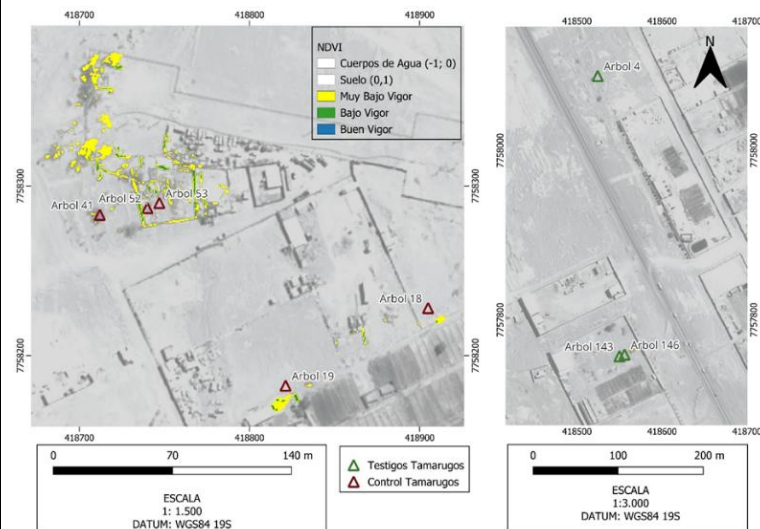 418700 418800 418900
418500 418600 418700
NDVI
Cuerpos de Agua (-1; 0)
Suelo (0,1)
Muy Bajo Vigor
Bajo Vigor
Buen Vigor
N
Arbol 4
7758300
7758300
7758000
7758000
Arbol 41
Arbol 52
Arbol 53
Arbol 18
Arbol 19
7758200
7758200
7757800
7757800
Arbol 143
Arbol 146
418700 418800 418900
418500 418600 418700
0 70 140 m
ESCALA
1: 1.500
DATUM: WGS84 19S
Testigos Tamarugos
Control Tamarugos
0 100 200 m
ESCALA
1:3.000
DATUM: WGS84 19S